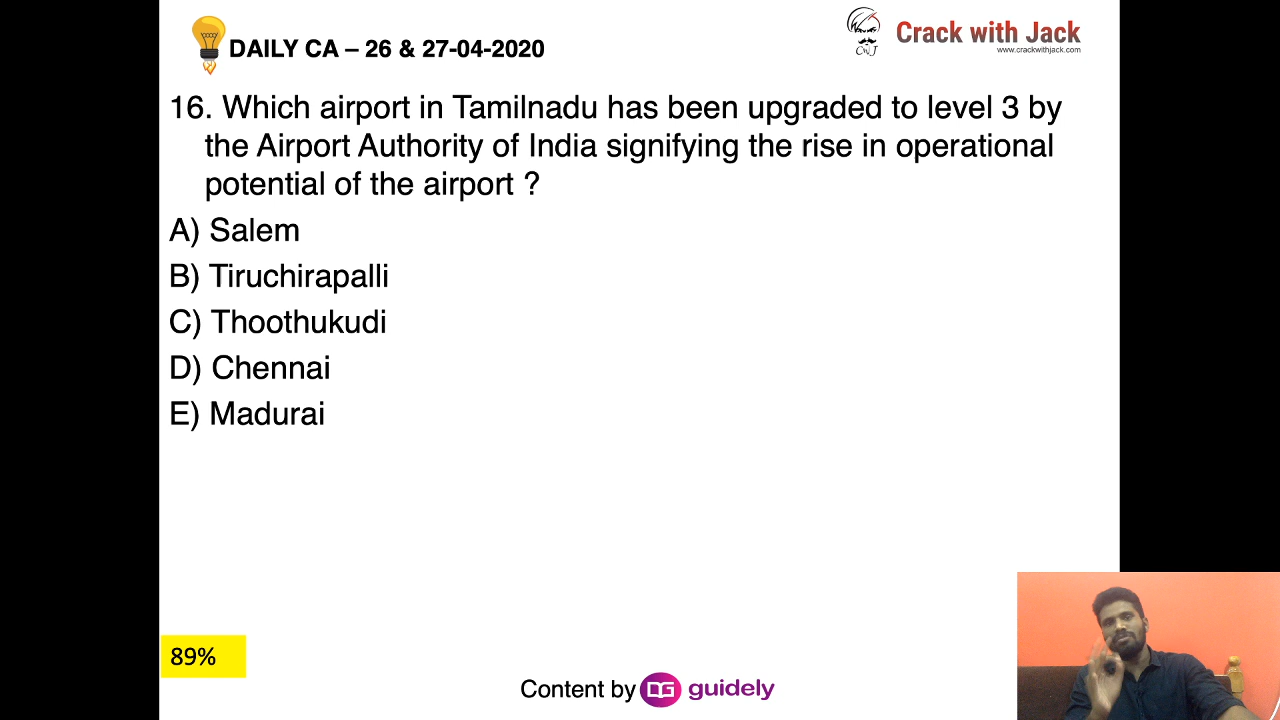 DAILY CA – 26 & 27-04-2020
Crack with Jack
www.crackwithjack.com
CwJ
16. Which airport in Tamilnadu has been upgraded to level 3 by
the Airport Authority of India signifying the rise in operational
potential of the airport ?
A) Salem
B) Tiruchirapalli
C) Thoothukudi
D) Chennai
E) Madurai
89%
Content by DG guidely